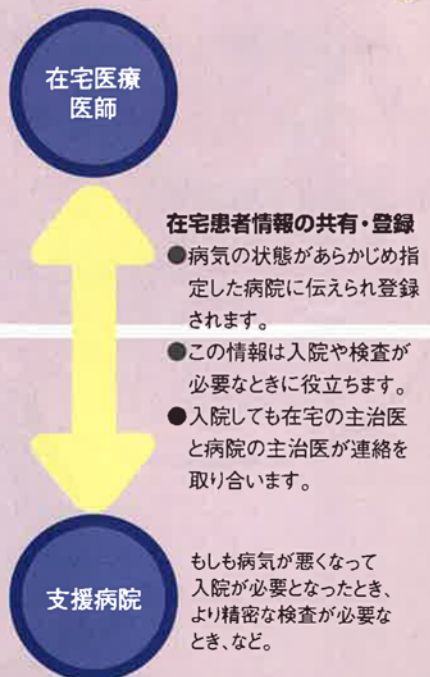 在宅医療
医師
在宅患者情報の共有・登録
●病気の状態があらかじめ指
定した病院に伝えられ登録
されます。
●この情報は入院や検査が
必要なときに役立ちます。
●入院しても在宅の主治医
と病院の主治医が連絡を
取り合います。
支援病院
もしも病気が悪くなって
入院が必要となったとき、
より精密な検査が必要な
とき、など。